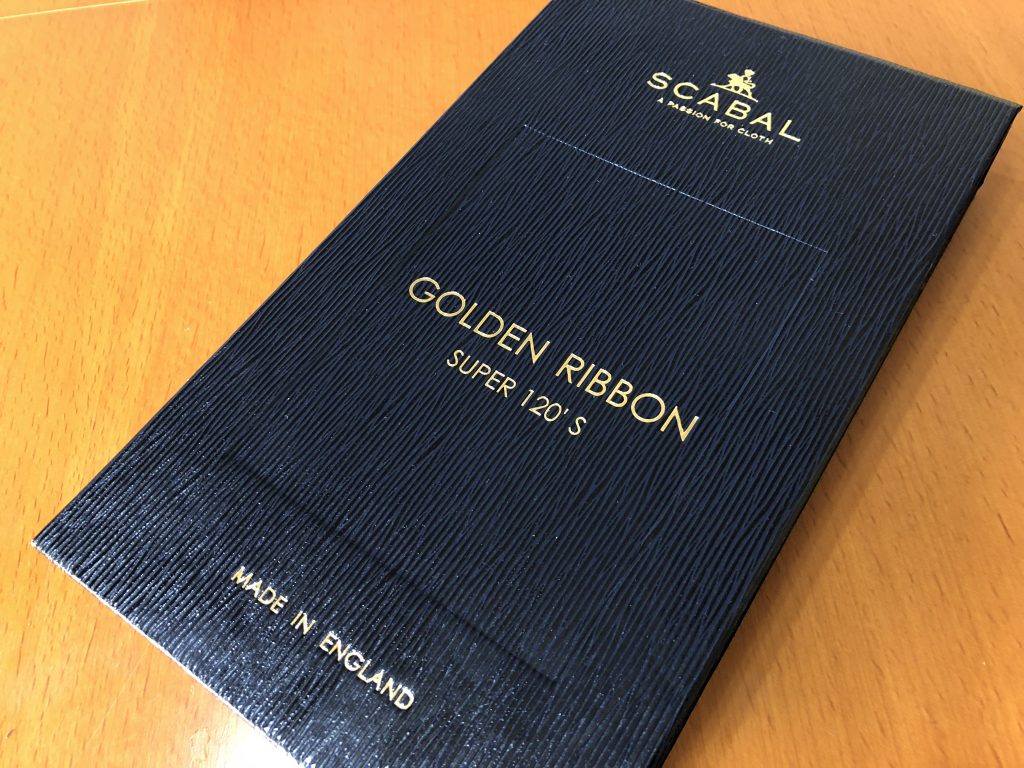 SCABAL
A PASSION FOR CLOTH
GOLDEN RIBBON
SUPER 120'S
MADE IN ENGLAND